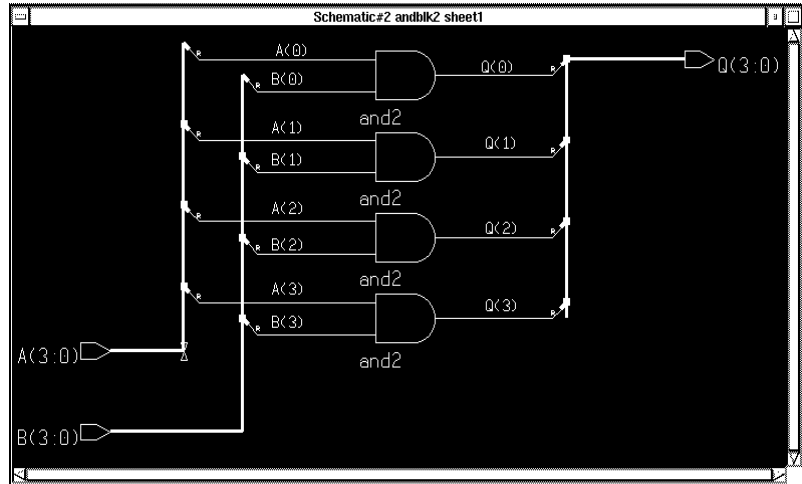 Schematic#2 andblk2 sheet1
A(0)
B(0)
Q(0)
Q(3:0)
and2
A(1)
B(1)
Q(1)
and2
A(2)
B(2)
Q(2)
and2
A(3)
B(3)
Q(3)
and2
A(3:0)
B(3:0)
R
R
R
R
R
R
R
R
R
R
R
R